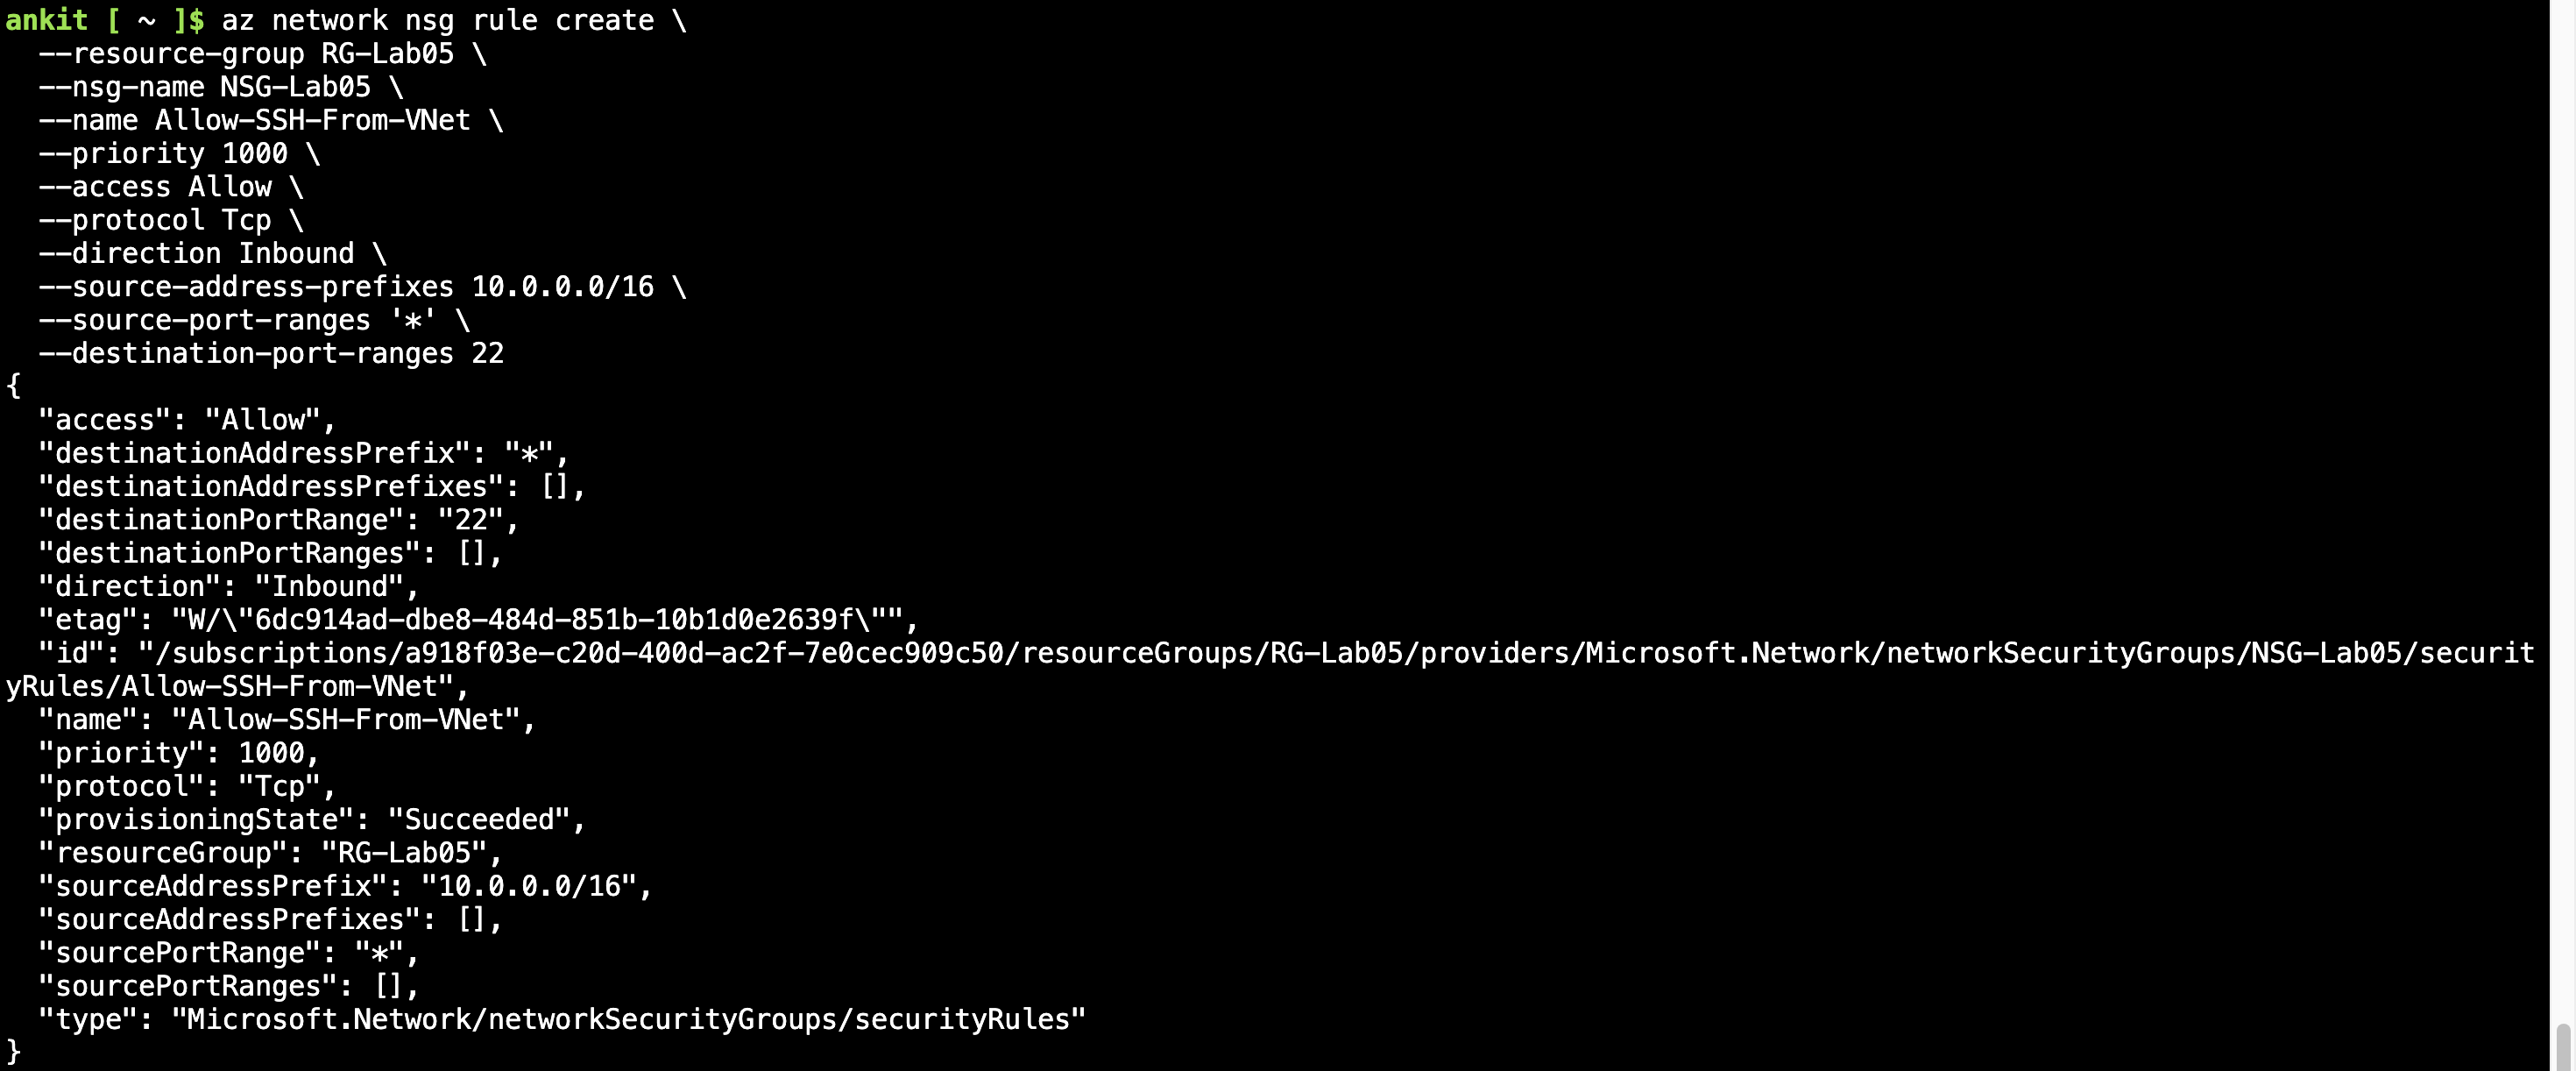 ankit [ ~ ]$ az network nsg rule create \
  --resource-group RG-Lab05 \
  --nsg-name NSG-Lab05 \
  --name Allow-SSH-From-VNet \
  --priority 1000 \
  --access Allow \
  --protocol Tcp \
  --direction Inbound \
  --source-address-prefixes 10.0.0.0/16 \
  --source-port-ranges '*' \
  --destination-port-ranges 22
{
  "access": "Allow",
  "destinationAddressPrefix": "*",
  "destinationAddressPrefixes": [],
  "destinationPortRange": "22",
  "destinationPortRanges": [],
  "direction": "Inbound",
  "etag": "W/\"6dc914ad-dbe8-484d-851b-10b1d0e2639f\"",
  "id": "/subscriptions/a918f03e-c20d-400d-ac2f-7e0cec909c50/resourceGroups/RG-Lab05/providers/Microsoft.Network/networkSecurityGroups/NSG-Lab05/securit
yRules/Allow-SSH-From-VNet",
  "name": "Allow-SSH-From-VNet",
  "priority": 1000,
  "protocol": "Tcp",
  "provisioningState": "Succeeded",
  "resourceGroup": "RG-Lab05",
  "sourceAddressPrefix": "10.0.0.0/16",
  "sourceAddressPrefixes": [],
  "sourcePortRange": "*",
  "sourcePortRanges": [],
  "type": "Microsoft.Network/networkSecurityGroups/securityRules"
}